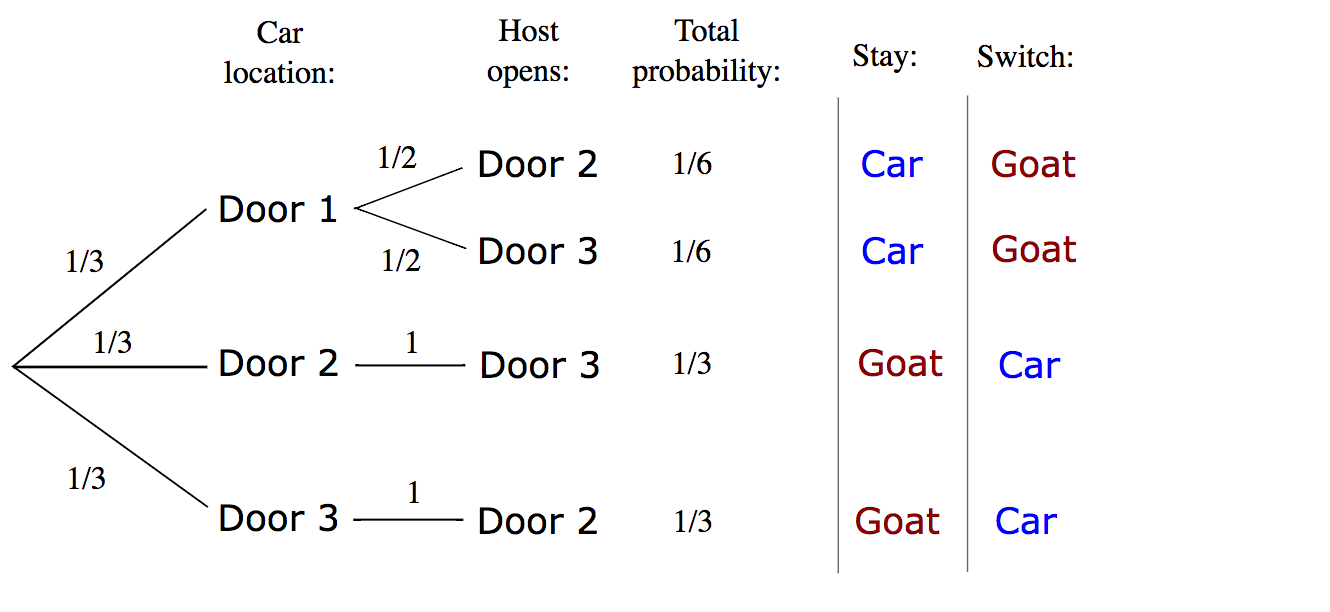 Car location:
Host opens:
Total probability:
Stay:
Switch:
1/2
Door 2
1/6
Car
Goat
Door 1
1/2
Door 3
1/6
Car
Goat
1/3
1/3
Door 2
1
Door 3
1/3
Goat
Car
1/3
Door 3
1
Door 2
1/3
Goat
Car